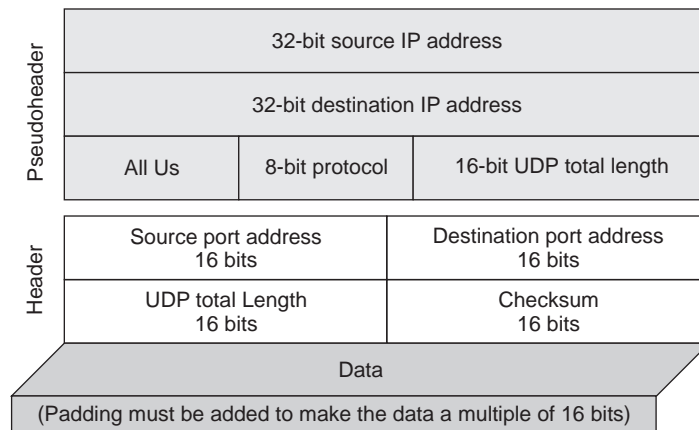 Pseudoheader
32-bit source IP address
32-bit destination IP address
All Us
8-bit protocol
16-bit UDP total length
Header
Source port address
16 bits
Destination port address
16 bits
UDP total Length
16 bits
Checksum
16 bits
Data
(Padding must be added to make the data a multiple of 16 bits)